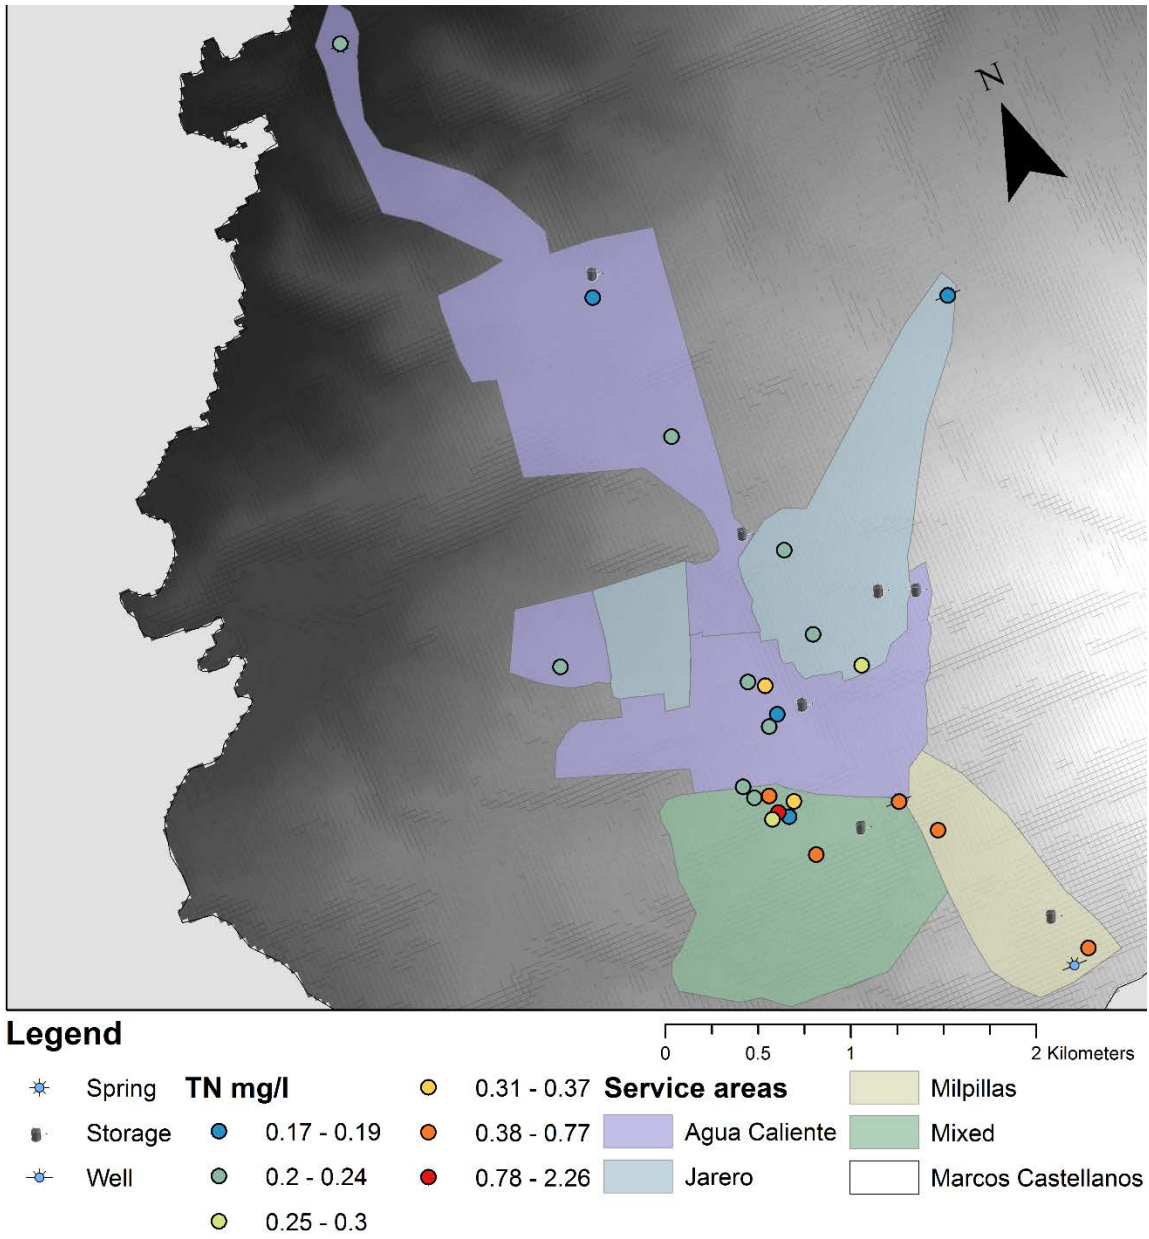 N
Legend
0 0.5 1 2 Kilometers
Spring TN mg/l 0.31 - 0.37 Service areas Milpillas
Storage 0.17 - 0.19 0.38 - 0.77 Agua Caliente Mixed
Well 0.2 - 0.24 0.78 - 2.26 Jarero Marcos Castellanos
0.25 - 0.3